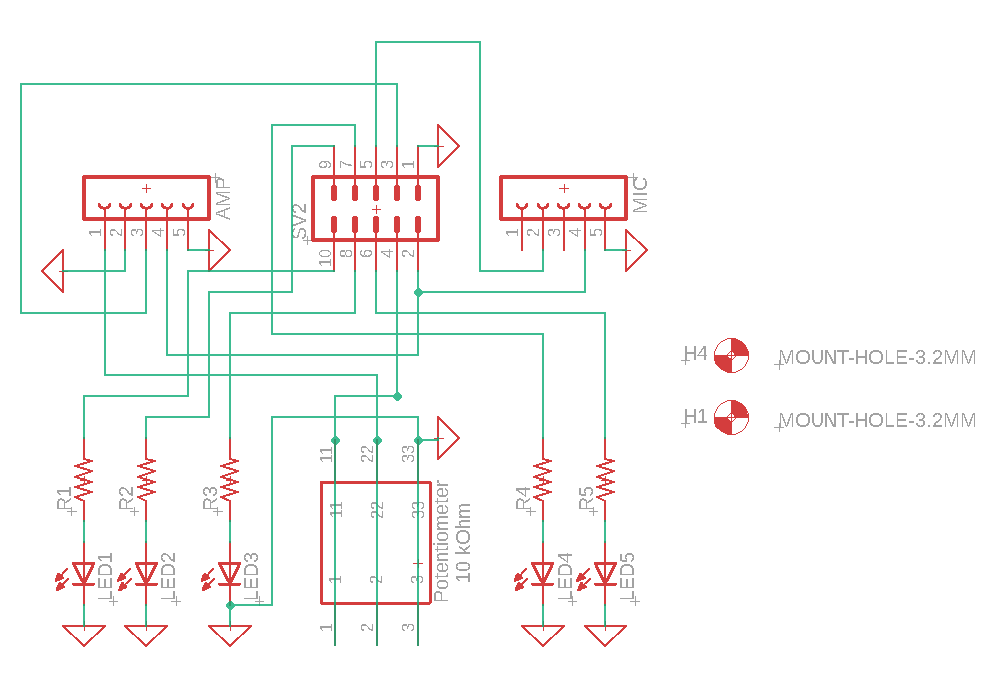 9 7 5 3 1
AMP
SV2
MIC
1 2 3 4 5
10 8 6 4 2
1 2 3 4 5
H4 MOUNT-HOLE-3.2MM
H1 MOUNT-HOLE-3.2MM
11 22 33
R1 R2 R3 R4 R5
11 22 33
Potentiometer
10 kOhm
LED1 LED2 LED3 LED4 LED5
1 2 3
1 2 3